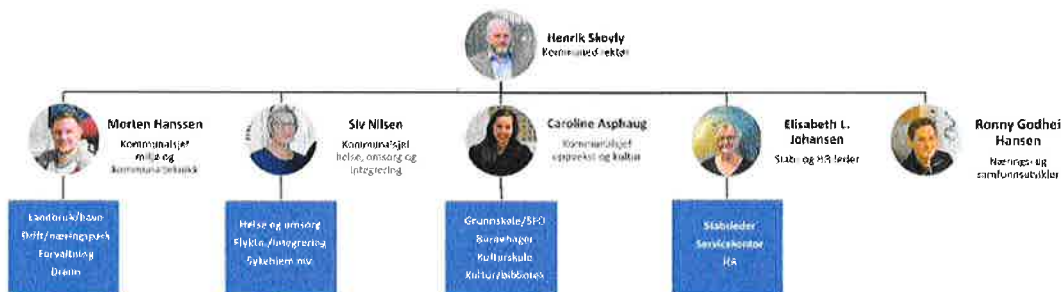 Henrik Skovly
Kommunedirektør
Morten Hanssen
Kommunalsjef
miljø og
kommunalteknikk
Siv Nilsen
Kommunalsjef
helse, omsorg og
integrering
Caroline Asphaug
Kommunalsjef
oppvekst og kultur
Elisabeth L.
Johansen
Stab- og HR leder
Ronny Godhei
Hansen
Nærings- og
samfunnsutvikler
Landbruk/havn
Drift/næringspark
Forvaltning
Helse og omsorg
Flyktn./integrering
Sykehjem mv.
Grunnskole/SFO
Barnehager
Kulturskole
Kultur/bibliotek
Stabsleder
Servicekontor
HR